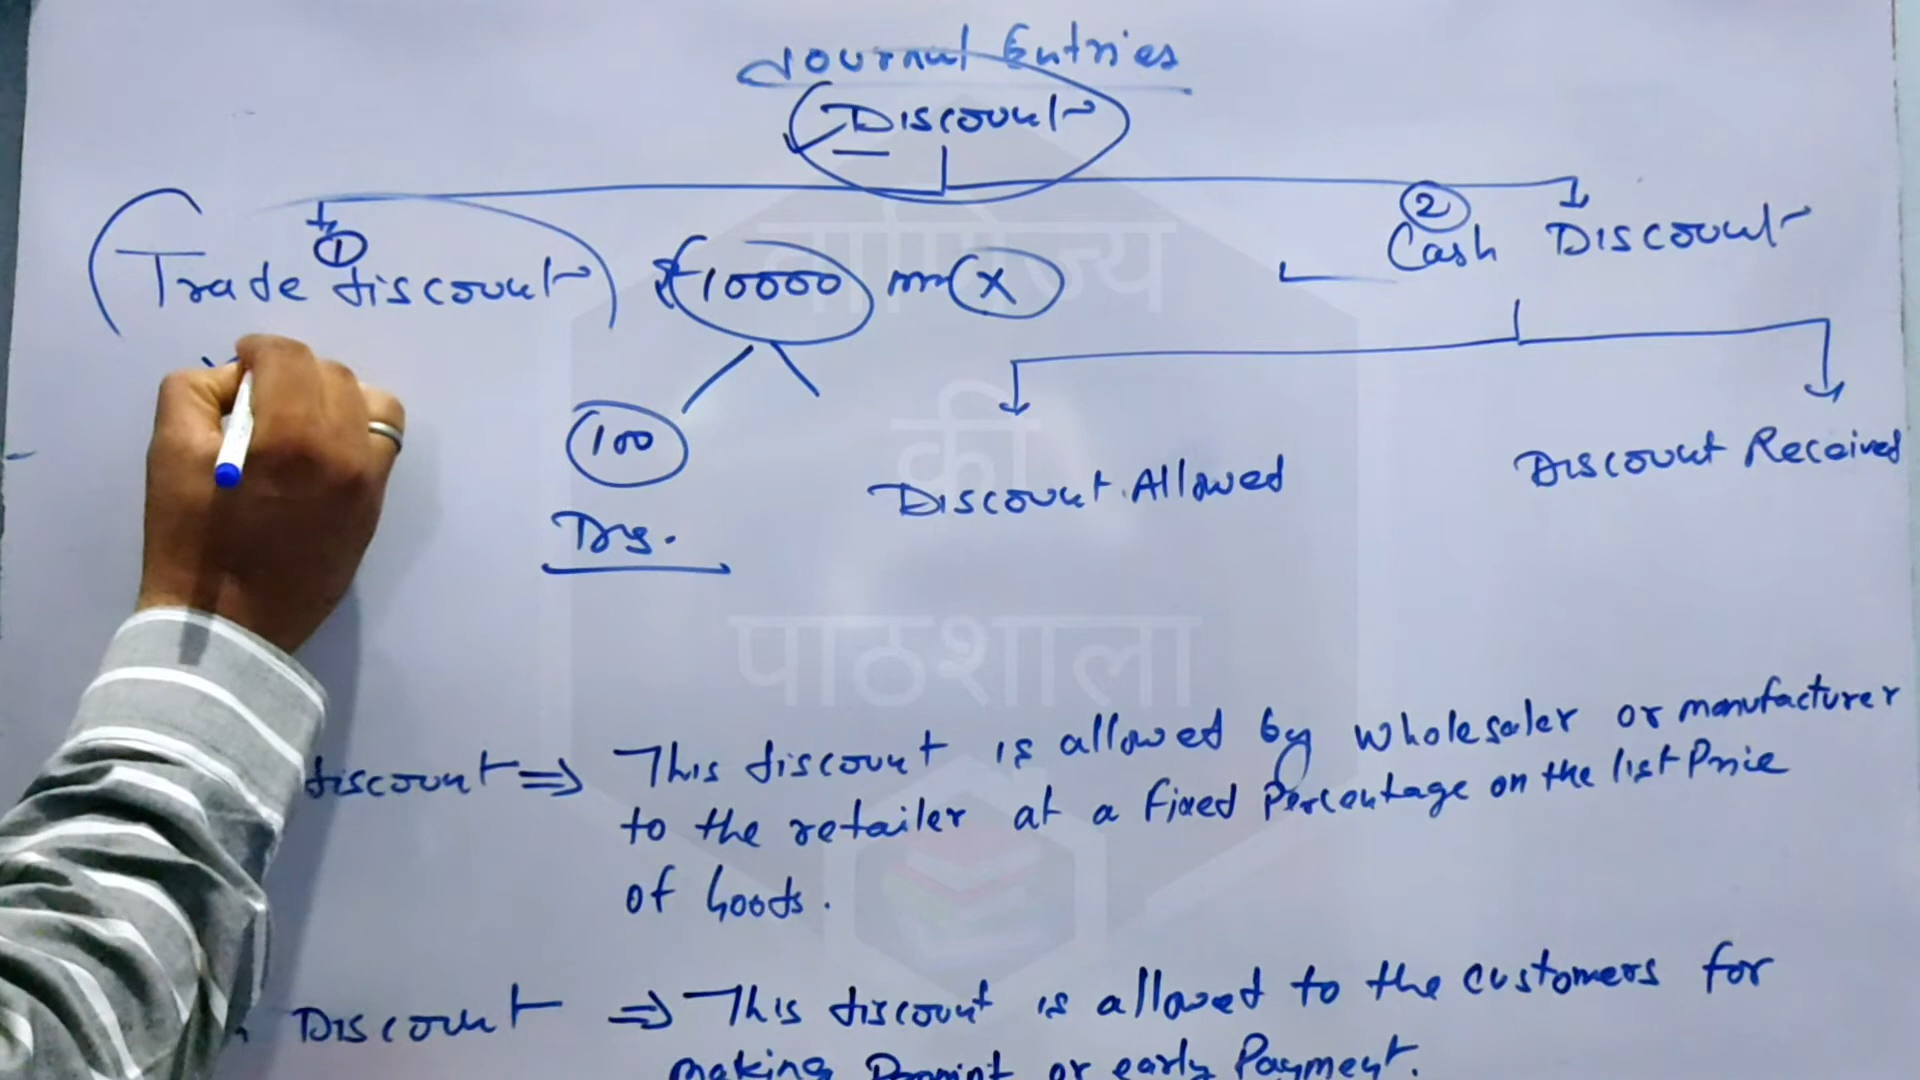 Journal Entries
Discount
① ②
Trade discount ₹10000 X Cash Discount
100
Dis.
Discount Allowed Discount Received
discount ⇒ This discount is allowed by wholesaler or manufacturer
to the retailer at a fixed Percentage on the list Price
of Goods.
Discount ⇒ This discount is allowed to the customers for
making or early Payment.
वाणिज्य
की
पाठशाला